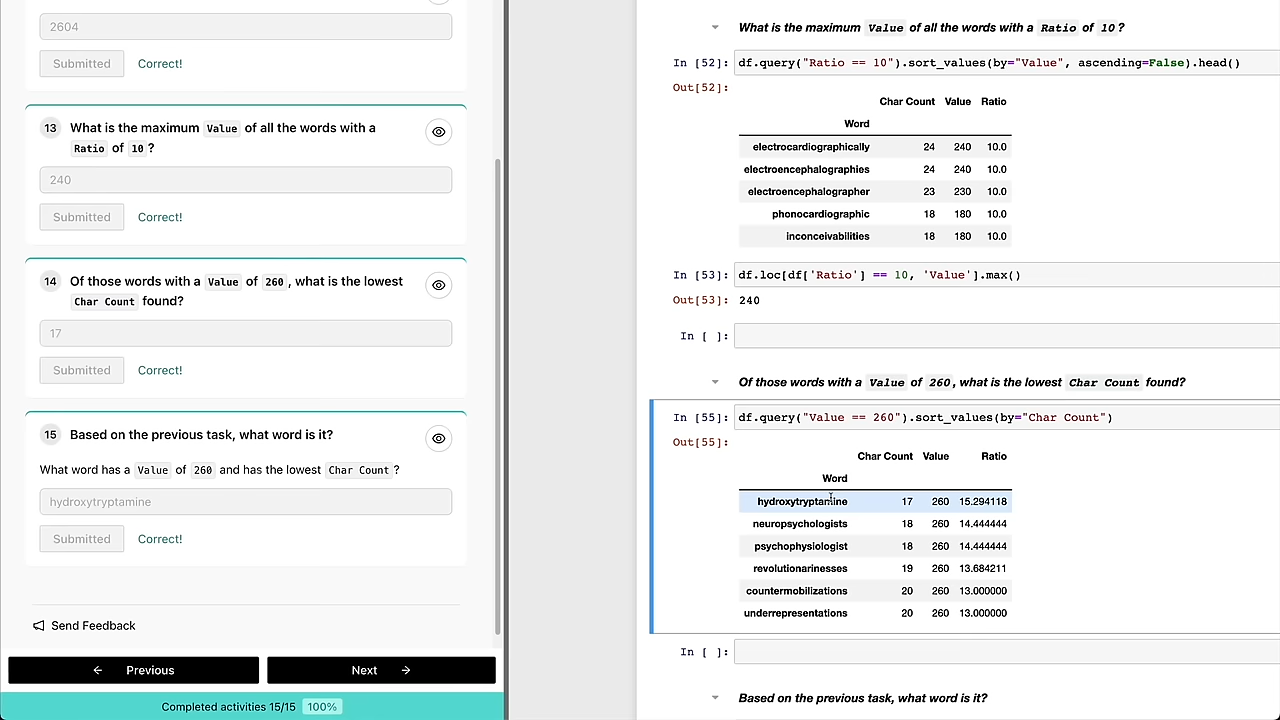 2604
Submitted Correct!
13 What is the maximum Value of all the words with a
Ratio of 10 ?
240
Submitted Correct!
14 Of those words with a Value of 260 , what is the lowest
Char Count found?
17
Submitted Correct!
15 Based on the previous task, what word is it?
What word has a Value of 260 and has the lowest Char Count ?
hydroxytryptamine
Submitted Correct!
Send Feedback
Previous
Next
Completed activities 15/15 100%
What is the maximum Value of all the words with a Ratio of 10 ?
In [52]: df.query("Ratio == 10").sort_values(by="Value", ascending=False).head()
Out[52]:
Char Count Value Ratio
Word
electrocardiographically 24 240 10.0
electroencephalographies 24 240 10.0
electroencephalographer 23 230 10.0
phonocardiographic 18 180 10.0
inconceivabilities 18 180 10.0
In [53]: df.loc[df['Ratio'] == 10, 'Value'].max()
Out[53]: 240
In [ ]:
Of those words with a Value of 260 , what is the lowest Char Count found?
In [55]: df.query("Value == 260").sort_values(by="Char Count")
Out[55]:
Char Count Value Ratio
Word
hydroxytryptamine 17 260 15.294118
neuropsychologists 18 260 14.444444
psychophysiologist 18 260 14.444444
revolutionarinesses 19 260 13.684211
countermobilizations 20 260 13.000000
underrepresentations 20 260 13.000000
In [ ]:
Based on the previous task, what word is it?